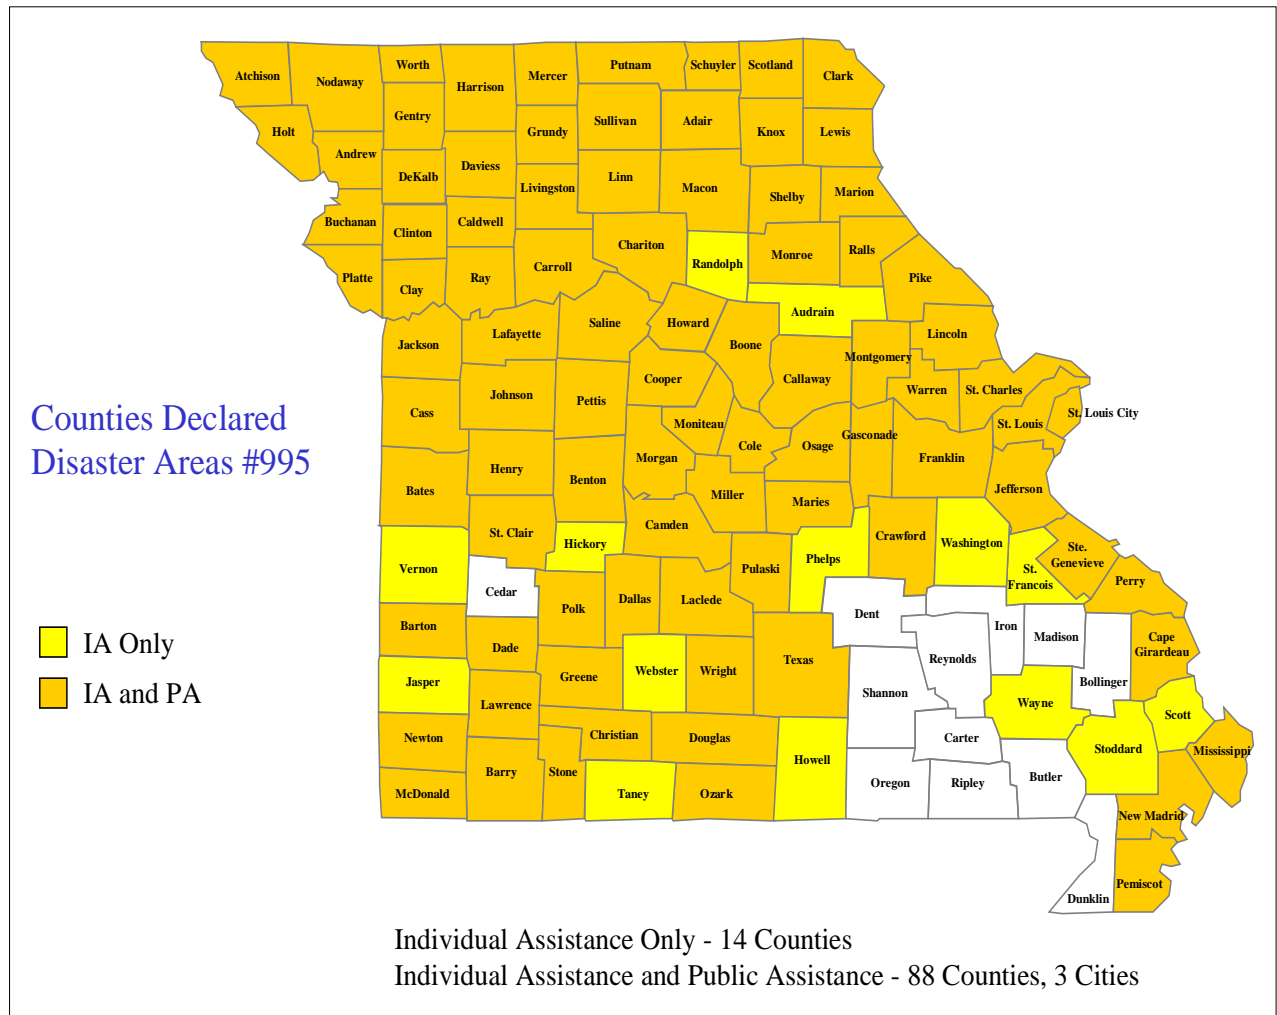 Atchison
Nodaway
Worth
Harrison
Mercer
Putnam
Schuyler
Scotland
Clark
Holt
Andrew
Gentry
DeKalb
Daviess
Grundy
Sullivan
Adair
Knox
Lewis
Buchanan
Clinton
Caldwell
Livingston
Linn
Macon
Shelby
Marion
Platte
Clay
Ray
Carroll
Chariton
Randolph
Monroe
Ralls
Pike
Jackson
Lafayette
Saline
Howard
Boone
Audrain
Callaway
Montgomery
Lincoln
Warren
St. Charles
St. Louis
St. Louis City
Cass
Johnson
Pettis
Cooper
Moniteau
Cole
Osage
Gasconade
Franklin
Jefferson
Counties Declared
Disaster Areas #995
Bates
Henry
Benton
Morgan
Miller
Maries
Camden
St. Clair
Hickory
Vernon
Cedar
Polk
Dallas
Laclede
Pulaski
Phelps
Crawford
Washington
St.
Francois
Ste.
Genevieve
Perry
Barton
Dade
Greene
Webster
Wright
Texas
Dent
Iron
Madison
Reynolds
Bollinger
Cape
Girardeau
IA Only
IA and PA
Jasper
Lawrence
Shannon
Wayne
Scott
Newton
Christian
Douglas
Howell
Carter
Stoddard
Mississippi
McDonald
Barry
Stone
Taney
Ozark
Oregon
Ripley
Butler
New Madrid
Dunklin
Pemiscot
Individual Assistance Only - 14 Counties
Individual Assistance and Public Assistance - 88 Counties, 3 Cities